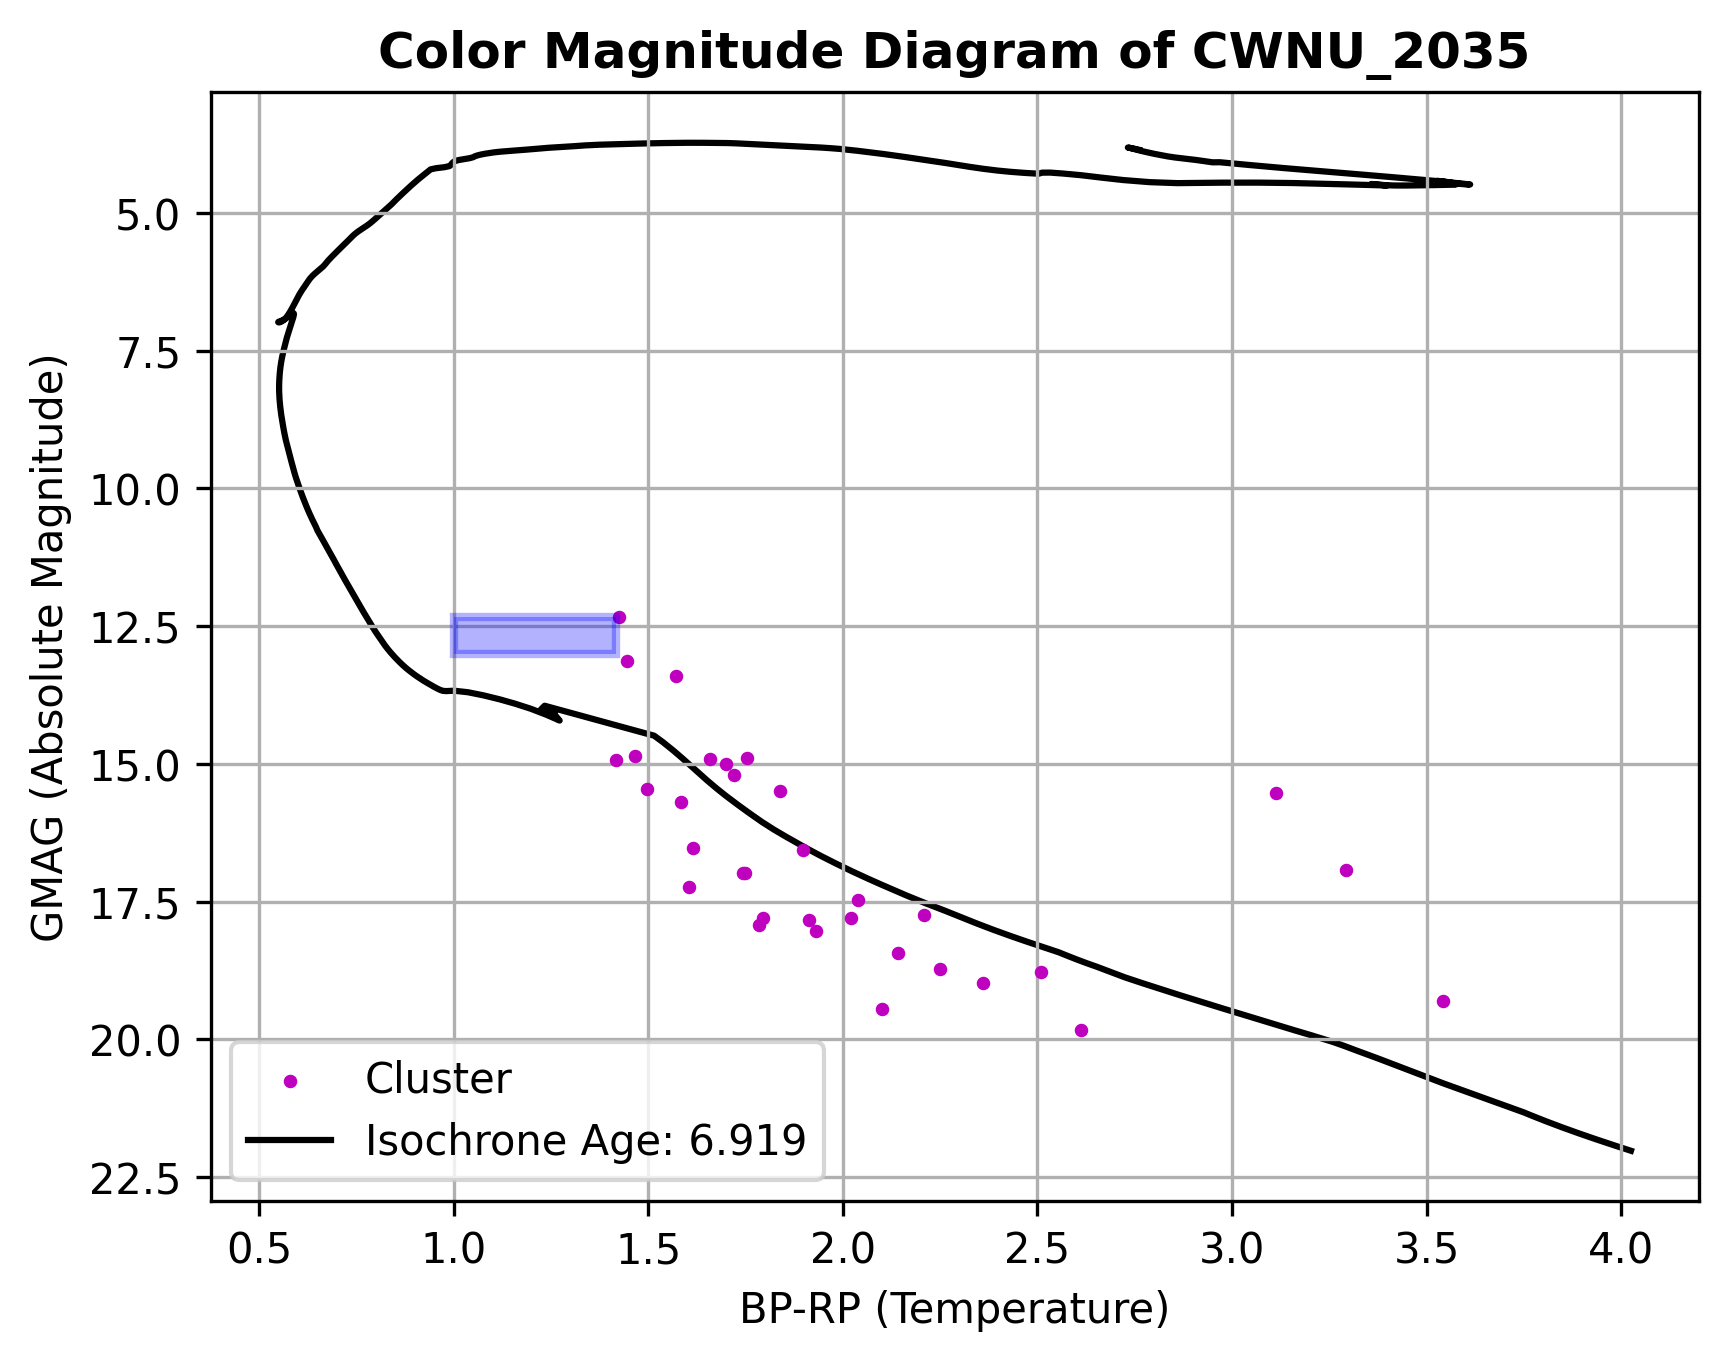 Color Magnitude Diagram of CWNU_2035
GMAG (Absolute Magnitude)
5.0
7.5
10.0
12.5
15.0
17.5
20.0
22.5
Cluster
Isochrone Age: 6.919
0.5 1.0 1.5 2.0 2.5 3.0 3.5 4.0
BP-RP (Temperature)